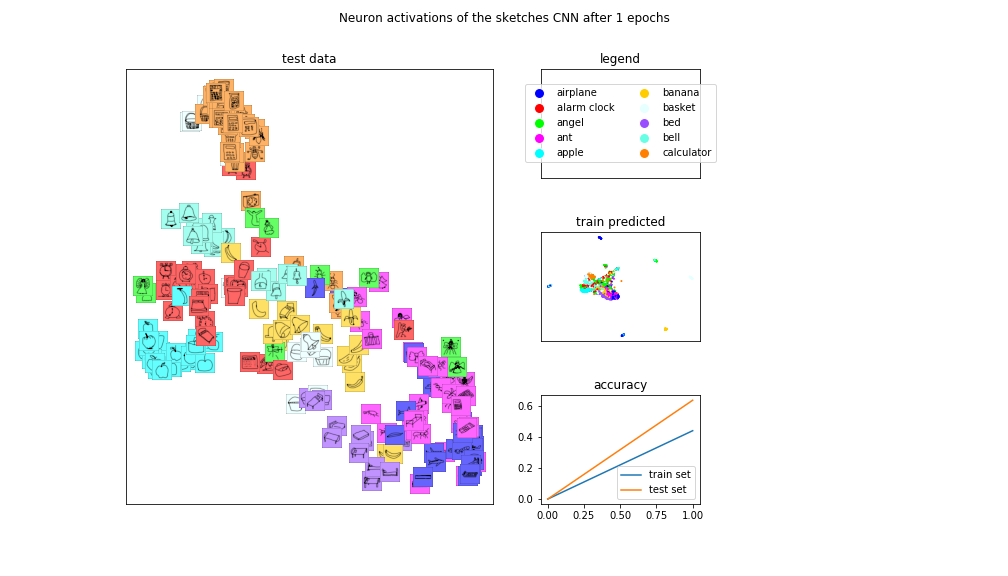 Neuron activations of the sketches CNN after 1 epochs
test data
legend
airplane
alarm clock
angel
ant
apple
banana
basket
bed
bell
calculator
train predicted
accuracy
0.6
0.4
0.2
0.0
train set
test set
0.00 0.25 0.50 0.75 1.00